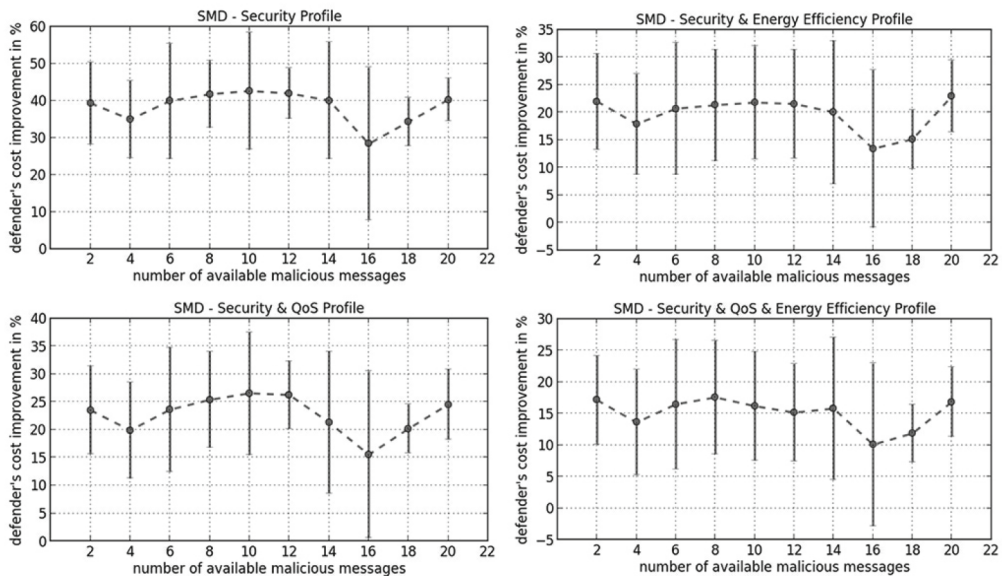 SMD - Security Profile
defender's cost improvement in %
60
50
40
30
20
10
0
2 4 6 8 10 12 14 16 18 20 22
number of available malicious messages
SMD - Security & Energy Efficiency Profile
defender's cost improvement in %
35
30
25
20
15
10
5
0
−5
2 4 6 8 10 12 14 16 18 20 22
number of available malicious messages
SMD - Security & QoS Profile
defender's cost improvement in %
40
35
30
25
20
15
10
5
0
2 4 6 8 10 12 14 16 18 20 22
number of available malicious messages
SMD - Security & QoS & Energy Efficiency Profile
defender's cost improvement in %
30
25
20
15
10
5
0
−5
2 4 6 8 10 12 14 16 18 20 22
number of available malicious messages